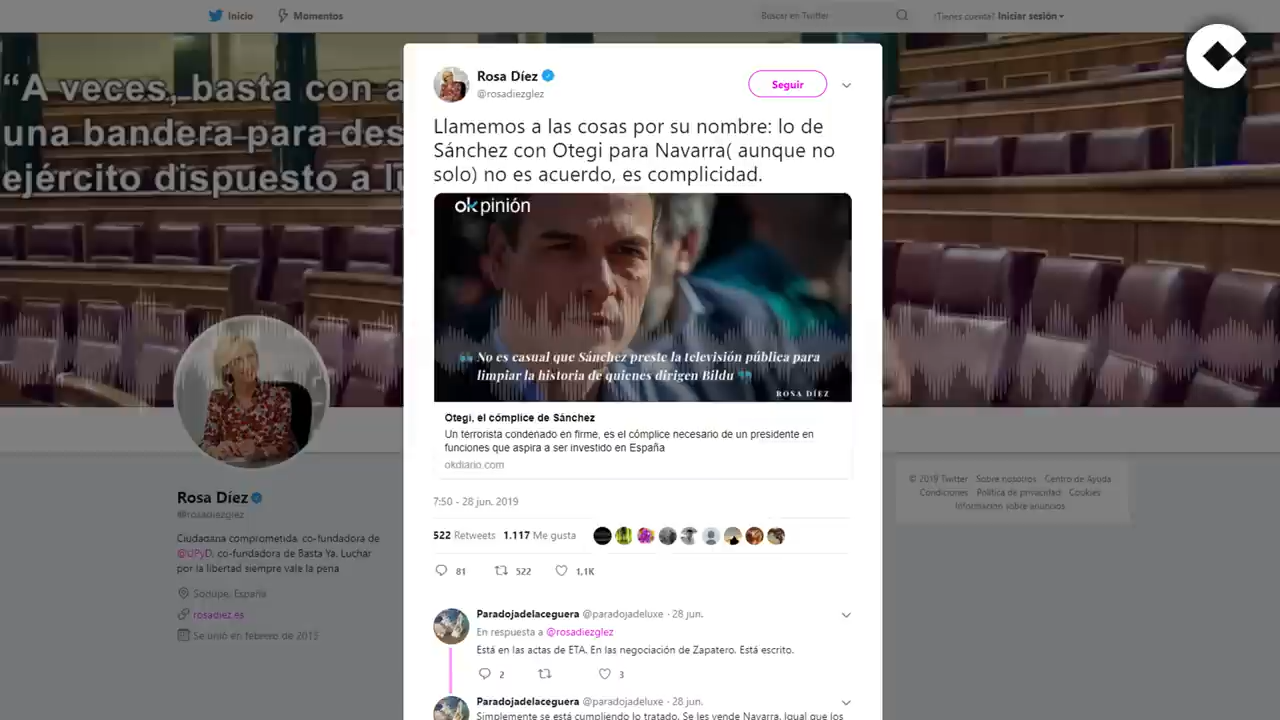 Inicio
Momentos
Buscar en Twitter
¿Tienes cuenta? Iniciar sesión
“A veces, basta con a
una bandera para des
ejército dispuesto a lu
Rosa Díez
@rosadiezglez
Seguir
Llamemos a las cosas por su nombre: lo de
Sánchez con Otegi para Navarra( aunque no
solo) no es acuerdo, es complicidad.
okpinión
No es casual que Sánchez preste la televisión pública para
limpiar la historia de quienes dirigen Bildu
ROSA DÍEZ
Otegi, el cómplice de Sánchez
Un terrorista condenado en firme, es el cómplice necesario de un presidente en
funciones que aspira a ser investido en España
okdiario.com
7:50 - 28 jun. 2019
522 Retweets 1.117 Me gusta
81 522 1,1K
Paradojadelaceguera @paradojadeluxe · 28 jun.
En respuesta a @rosadiezglez
Está en las actas de ETA. En las negociación de Zapatero. Está escrito.
2 3
Paradojadelaceguera @paradojadeluxe · 28 jun.
Simplemente se está cumpliendo lo tratado. Se les vende Navarra. Igual que los
Rosa Díez
@rosadiezglez
Ciudadana comprometida, co-fundadora de
@UPyD, co-fundadora de Basta Ya. Luchar
por la libertad siempre vale la pena
Sodupe, España
rosadiez.es
Se unió en febrero de 2013
© 2019 Twitter Sobre nosotros Centro de Ayuda
Condiciones Política de privacidad Cookies
Información sobre anuncios